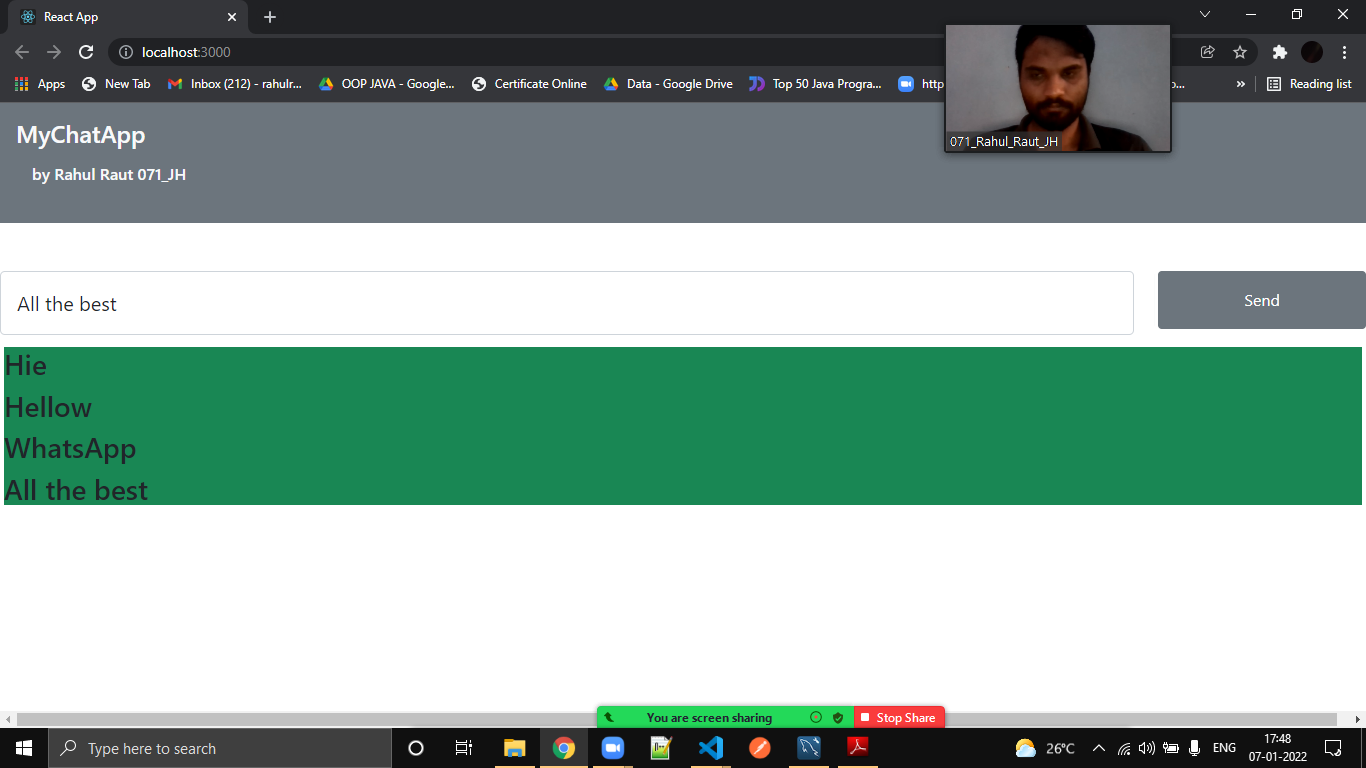 React App
localhost:3000
Apps
New Tab
Inbox (212) - rahulr...
OOP JAVA - Google...
Certificate Online
Data - Google Drive
Top 50 Java Progra...
http
...
»
Reading list
MyChatApp
by Rahul Raut 071_JH
071_Rahul_Raut_JH
All the best
Send
Hie
Hellow
WhatsApp
All the best
You are screen sharing
Stop Share
Type here to search
26°C
ENG
17:48
07-01-2022